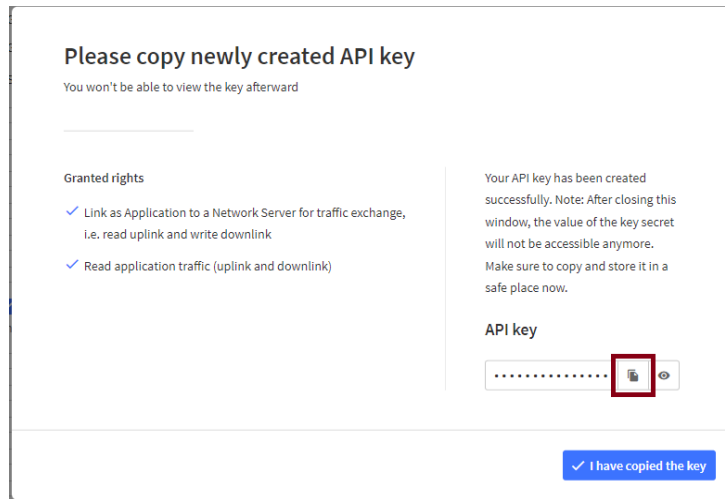 Please copy newly created API key
You won't be able to view the key afterward
Granted rights
Link as Application to a Network Server for traffic exchange,
i.e. read uplink and write downlink
Read application traffic (uplink and downlink)
Your API key has been created
successfully. Note: After closing this
window, the value of the key secret
will not be accessible anymore.
Make sure to copy and store it in a
safe place now.
API key
•••••••••••••••
I have copied the key